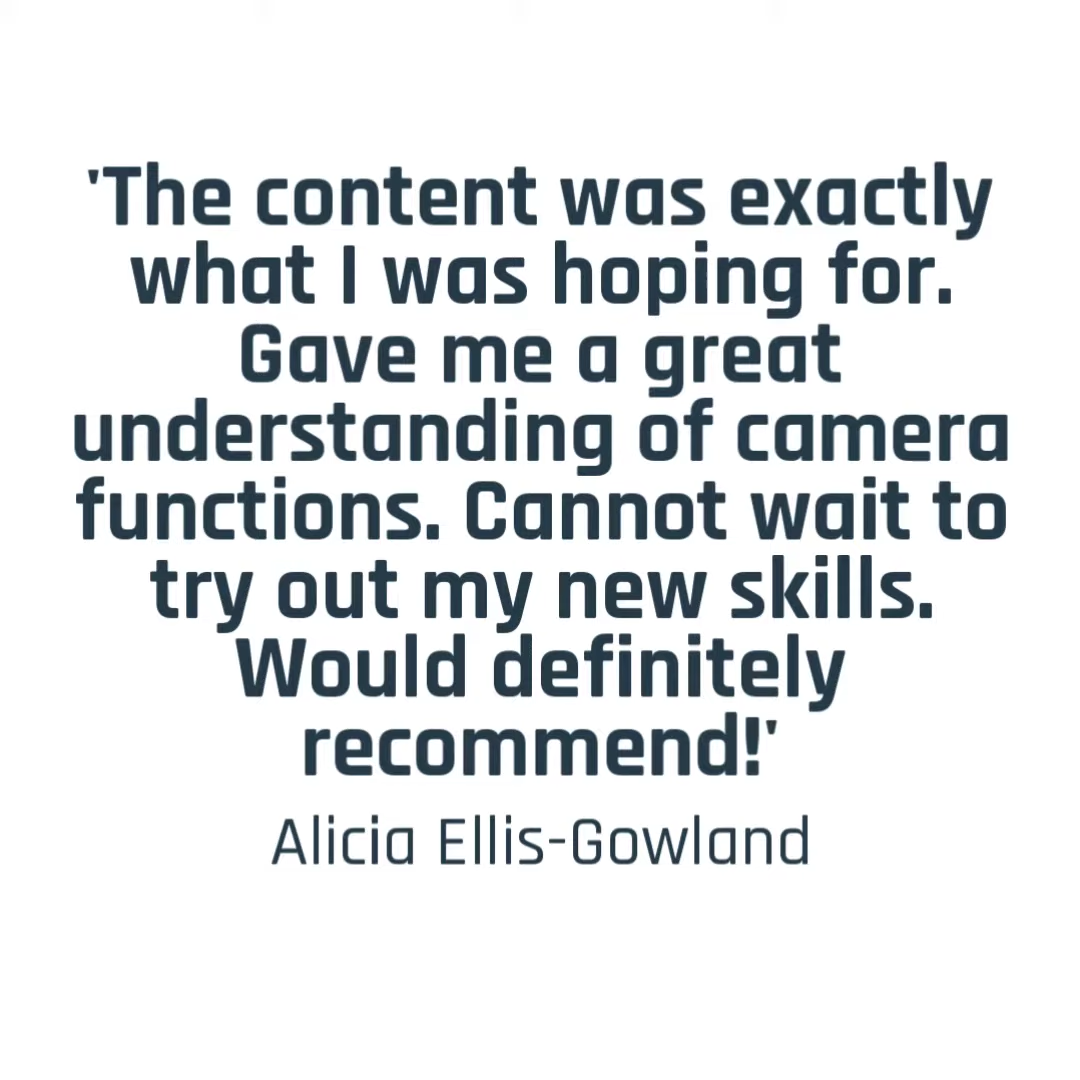 'The content was exactly
what I was hoping for.
Gave me a great
understanding of camera
functions. Cannot wait to
try out my new skills.
Would definitely
recommend!'
Alicia Ellis-Gowland